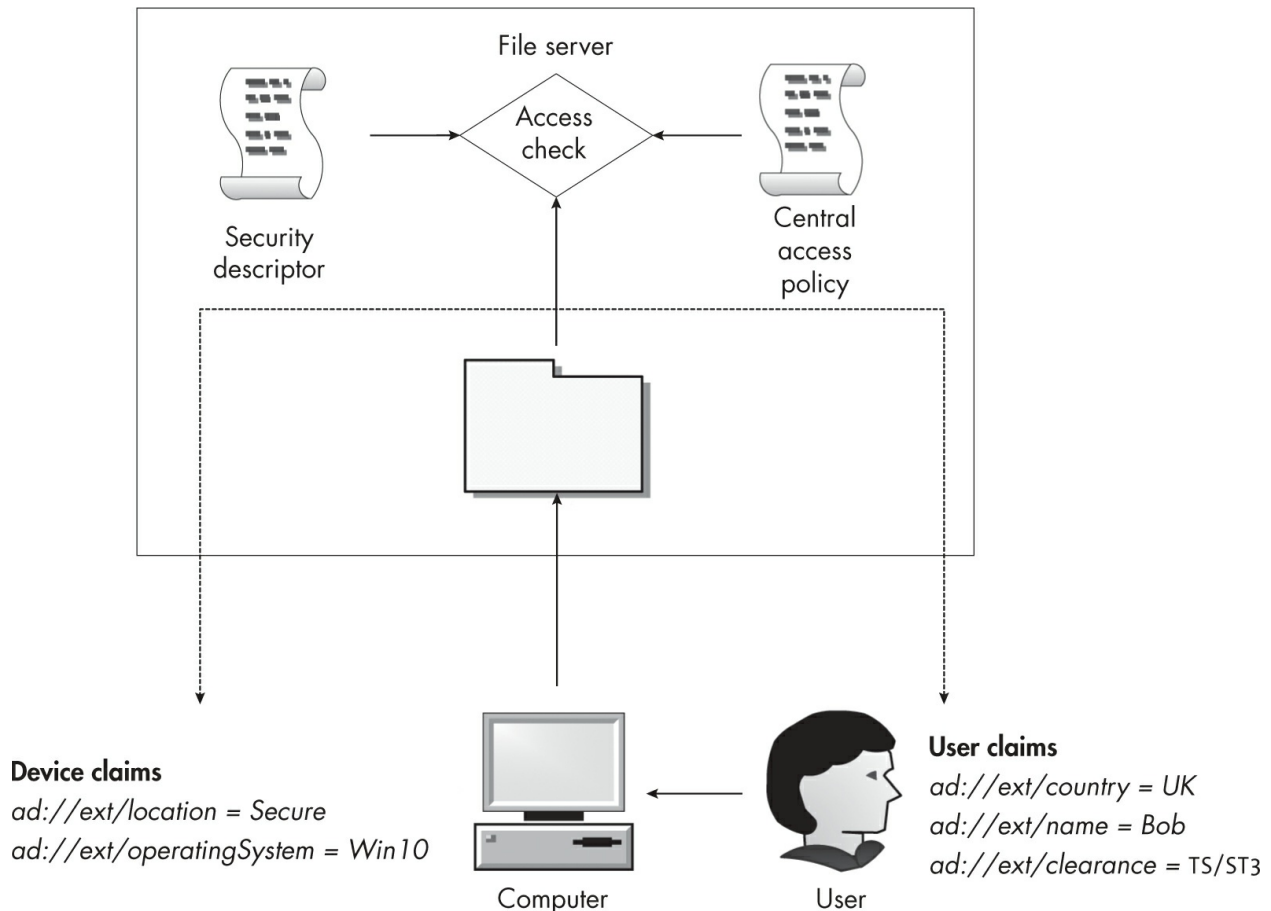 File server
Access
check
Security
descriptor
Central
access
policy
Device claims
ad://ext/location = Secure
ad://ext/operatingSystem = Win10
User claims
ad://ext/country = UK
ad://ext/name = Bob
ad://ext/clearance = TS/ST3
Computer
User